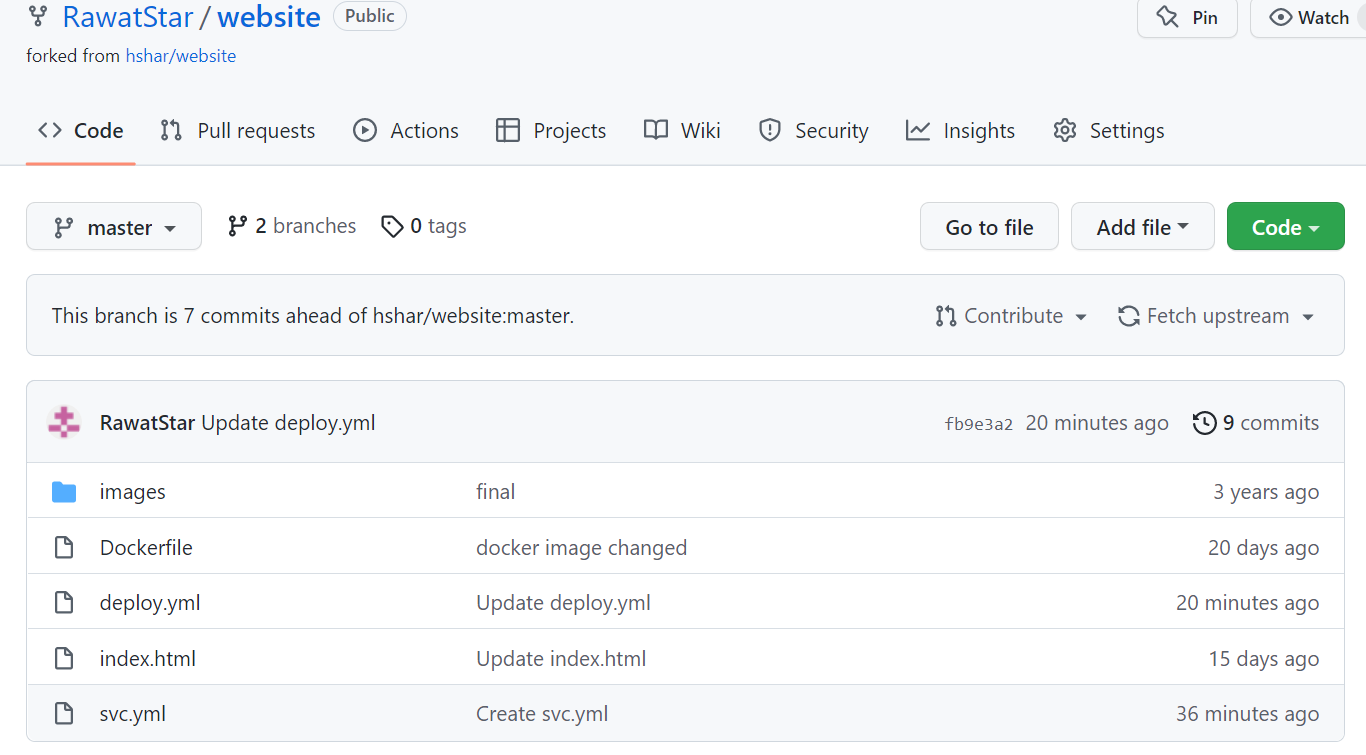 RawatStar / website Public Pin Watch
forked from hshar/website
Code Pull requests Actions Projects Wiki Security Insights Settings
master 2 branches 0 tags Go to file Add file Code
This branch is 7 commits ahead of hshar/website:master. Contribute Fetch upstream
RawatStar Update deploy.yml fb9e3a2 20 minutes ago 9 commits
images final 3 years ago
Dockerfile docker image changed 20 days ago
deploy.yml Update deploy.yml 20 minutes ago
index.html Update index.html 15 days ago
svc.yml Create svc.yml 36 minutes ago